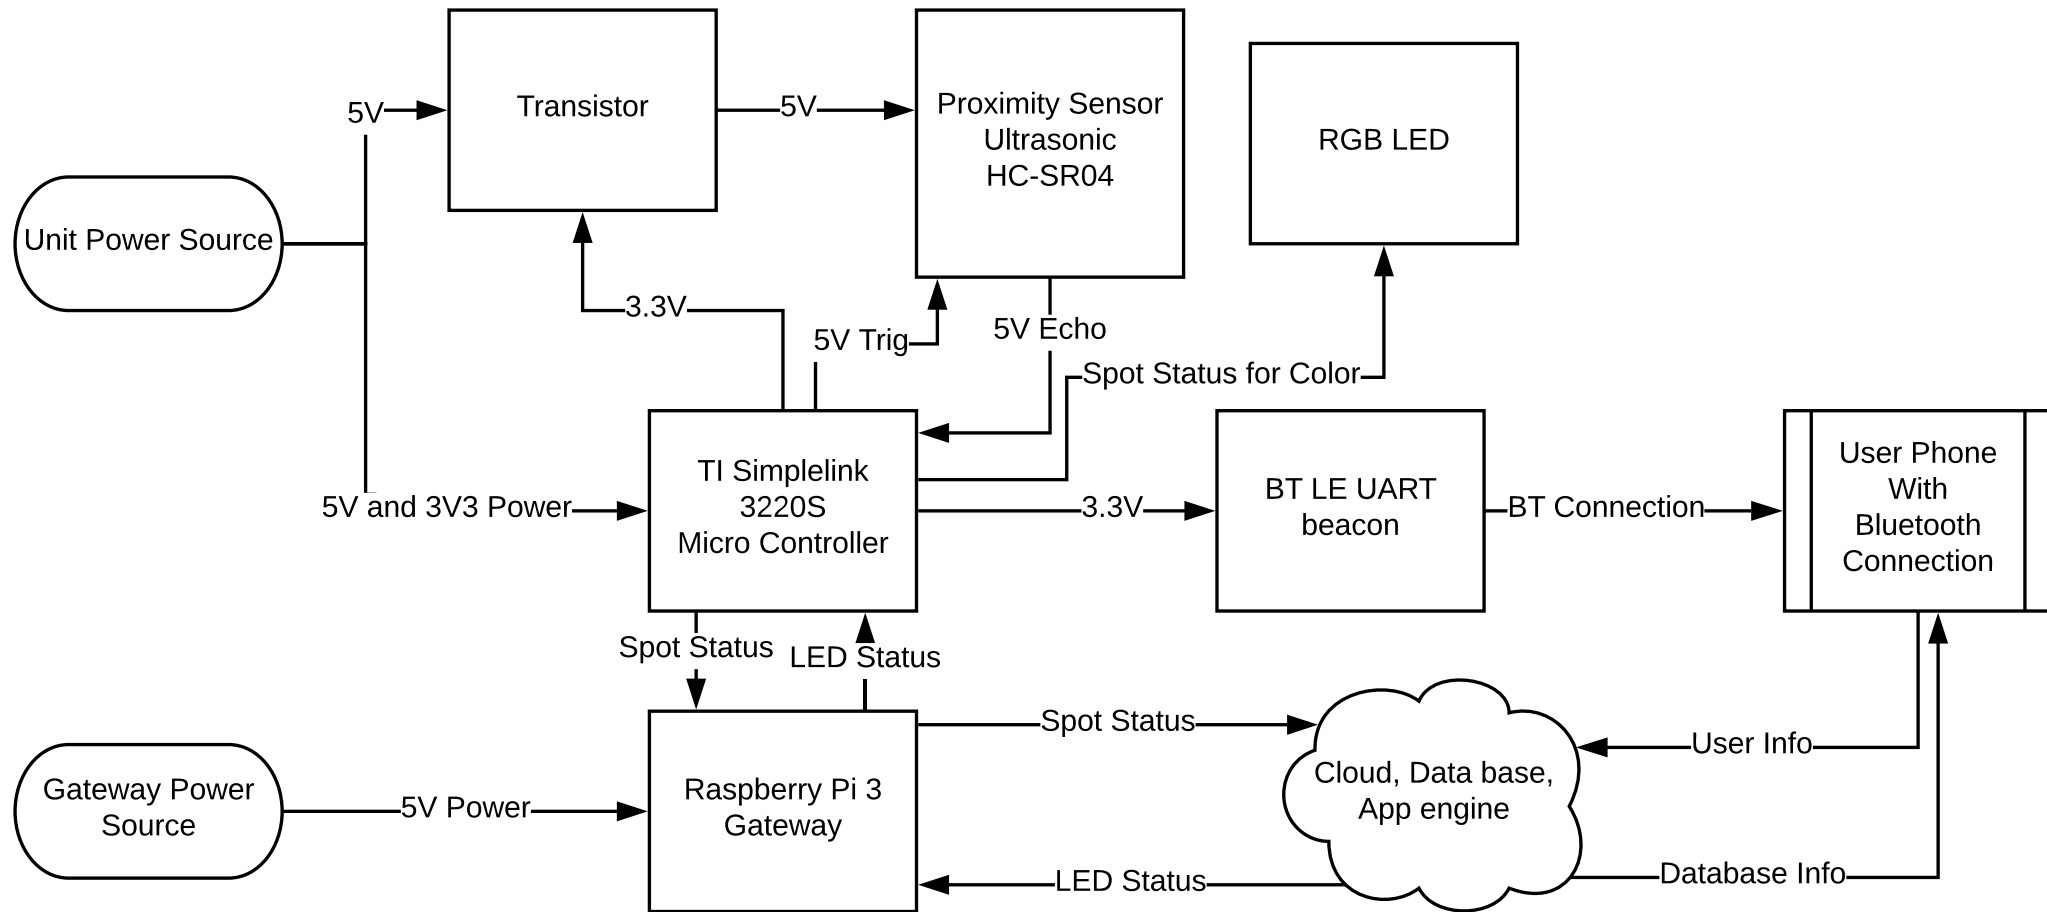 Transistor
Proximity Sensor
Ultrasonic
HC-SR04
RGB LED
5V
5V
Unit Power Source
3.3V
5V Trig
5V Echo
Spot Status for Color
TI Simplelink
3220S
Micro Controller
5V and 3V3 Power
3.3V
BT LE UART
beacon
BT Connection
User Phone
With
Bluetooth
Connection
Spot Status
LED Status
Gateway Power
Source
5V Power
Raspberry Pi 3
Gateway
Spot Status
Cloud, Data base,
App engine
User Info
LED Status
Database Info